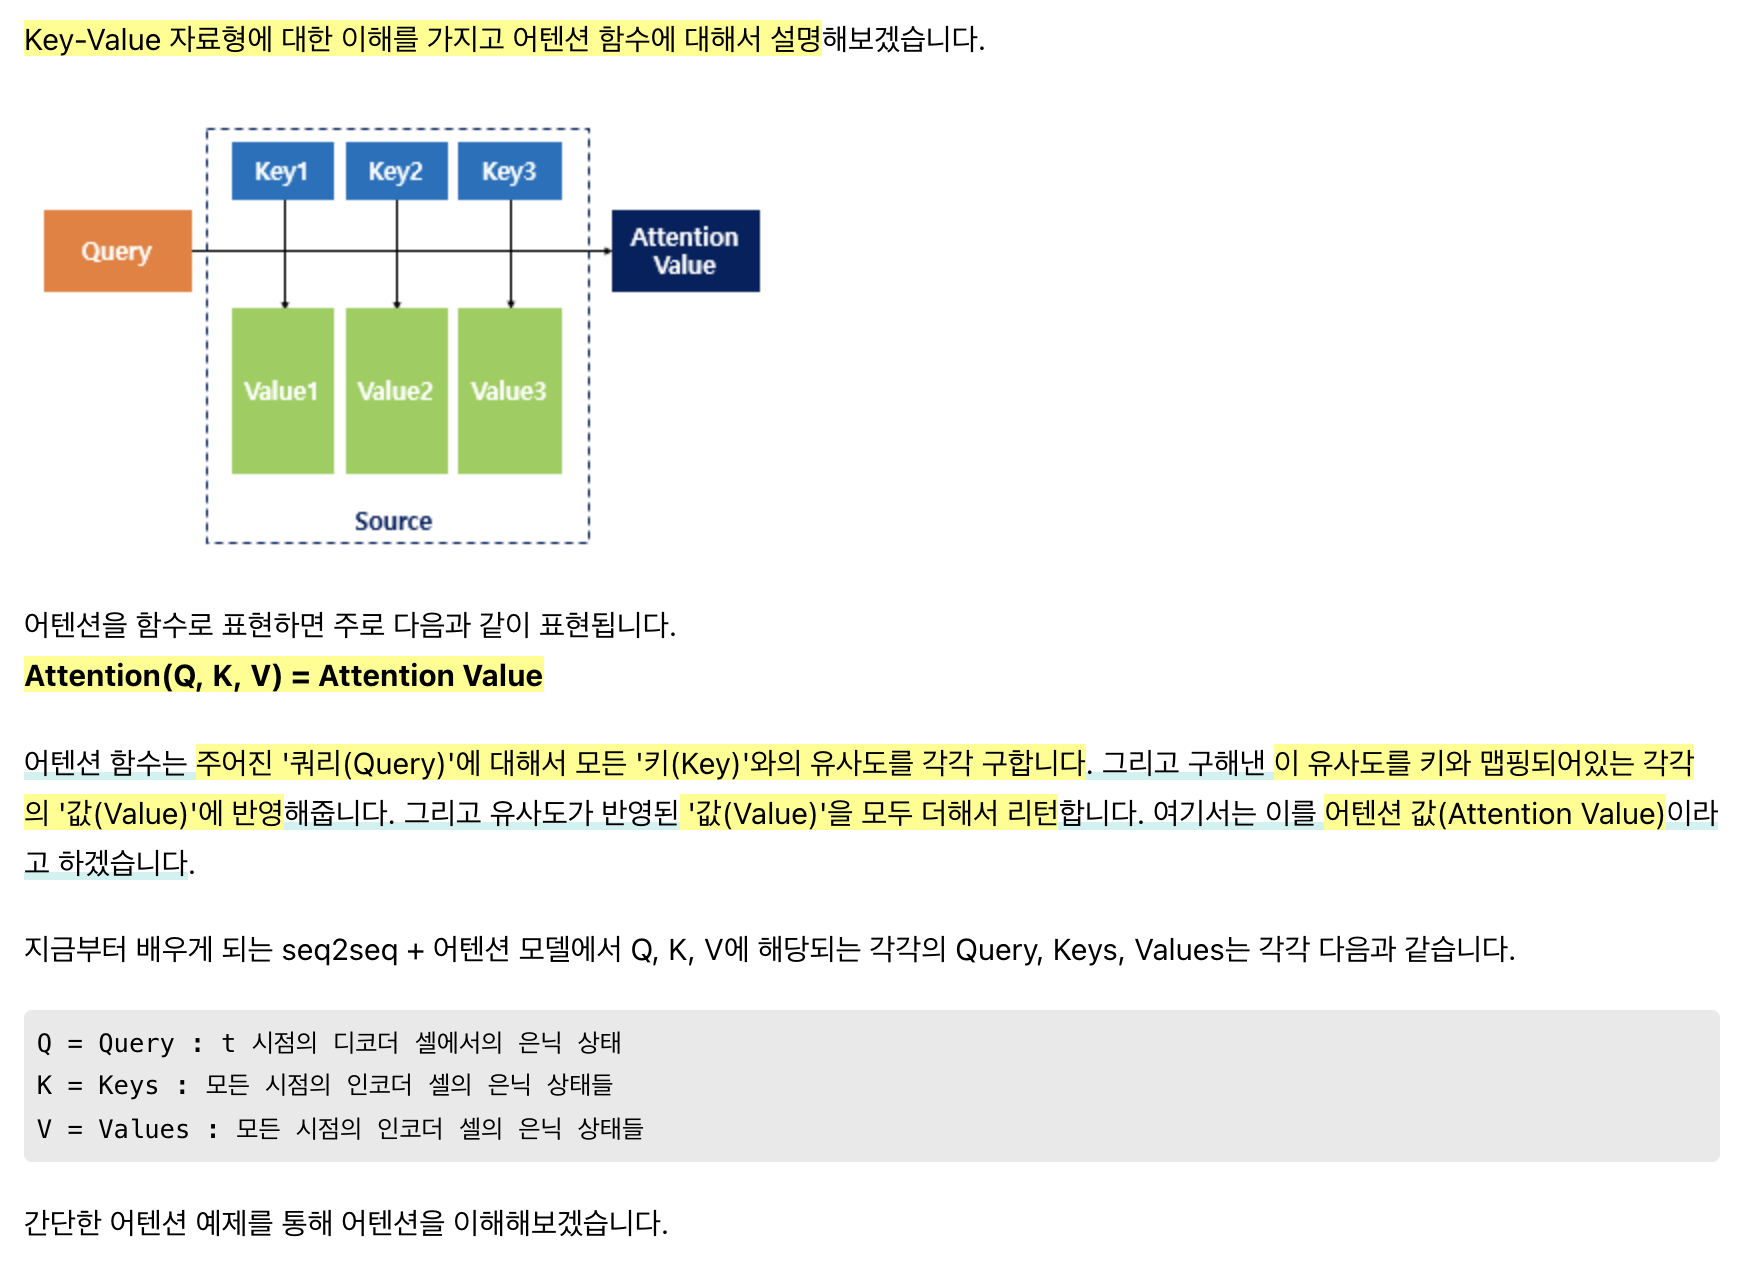 Key-Value 자료형에 대한 이해를 가지고 어텐션 함수에 대해서 설명해보겠습니다.
Key1 Key2 Key3
Query
Attention
Value
Value1 Value2 Value3
Source
어텐션을 함수로 표현하면 주로 다음과 같이 표현됩니다.
Attention(Q, K, V) = Attention Value
어텐션 함수는 주어진 '쿼리(Query)'에 대해서 모든 '키(Key)'와의 유사도를 각각 구합니다. 그리고 구해낸 이 유사도를 키와 맵핑되어있는 각각
의 '값(Value)'에 반영해줍니다. 그리고 유사도가 반영된 '값(Value)'을 모두 더해서 리턴합니다. 여기서는 이를 어텐션 값(Attention Value)이라
고 하겠습니다.
지금부터 배우게 되는 seq2seq + 어텐션 모델에서 Q, K, V에 해당되는 각각의 Query, Keys, Values는 각각 다음과 같습니다.
Q = Query : t 시점의 디코더 셀에서의 은닉 상태
K = Keys : 모든 시점의 인코더 셀의 은닉 상태들
V = Values : 모든 시점의 인코더 셀의 은닉 상태들
간단한 어텐션 예제를 통해 어텐션을 이해해보겠습니다.